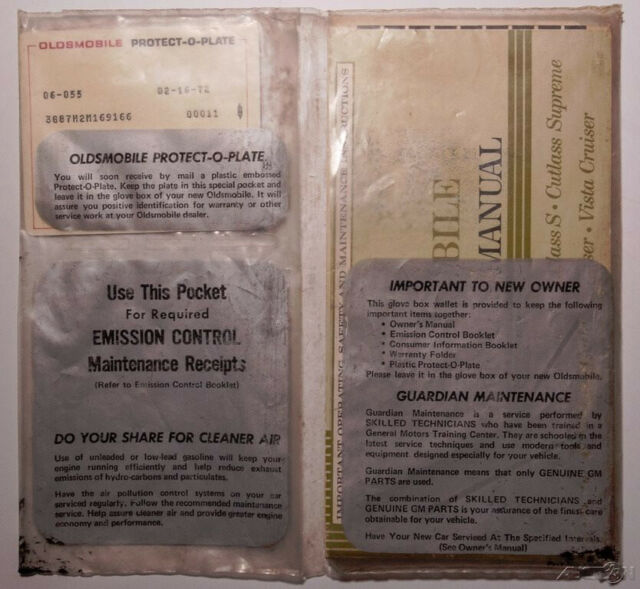 OLDSMOBILE PROTECT-O-PLATE
06-055 02-16-72
3G87M2M169166 00011
OLDSMOBILE PROTECT-O-PLATE
You will soon receive by mail a plastic embossed
Protect-O-Plate. Keep the plate in this special pocket and
leave it in the glove box of your new Oldsmobile. It will
assure you positive identification for warranty or other
service work at your Oldsmobile dealer.
Use This Pocket
For Required
EMISSION CONTROL
Maintenance Receipts
(Refer to Emission Control Booklet)
DO YOUR SHARE FOR CLEANER AIR
Use of unleaded or low-lead gasoline will keep your
engine running efficiently and help reduce exhaust
emissions of hydro-carbons and particulates.
Have the air pollution control systems on your car
serviced regularly. Follow the recommended maintenance
service. Help assure cleaner air and provide greater engine
economy and performance.
IMPORTANT OPERATING, SAFETY AND MAINTENANCE INSTRUCTIONS
BILE
MANUAL
lass S • Cutlass Supreme
ser • Vista Cruiser
IMPORTANT TO NEW OWNER
This glove box wallet is provided to keep the following
important items together:
• Owner's Manual
• Emission Control Booklet
• Consumer Information Booklet
• Warranty Folder
• Plastic Protect-O-Plate
Please leave it in the glove box of your new Oldsmobile.
GUARDIAN MAINTENANCE
Guardian Maintenance is a service performed by
SKILLED TECHNICIANS who have been trained in a
General Motors Training Center. They are schooled in the
latest service techniques and use modern tools and
equipment designed especially for your vehicle.
Guardian Maintenance means that only GENUINE GM
PARTS are used.
The combination of SKILLED TECHNICIANS and
GENUINE GM PARTS is your assurance of the finest care
obtainable for your vehicle.
Have Your New Car Serviced At The Specified Intervals.
(See Owner's Manual)